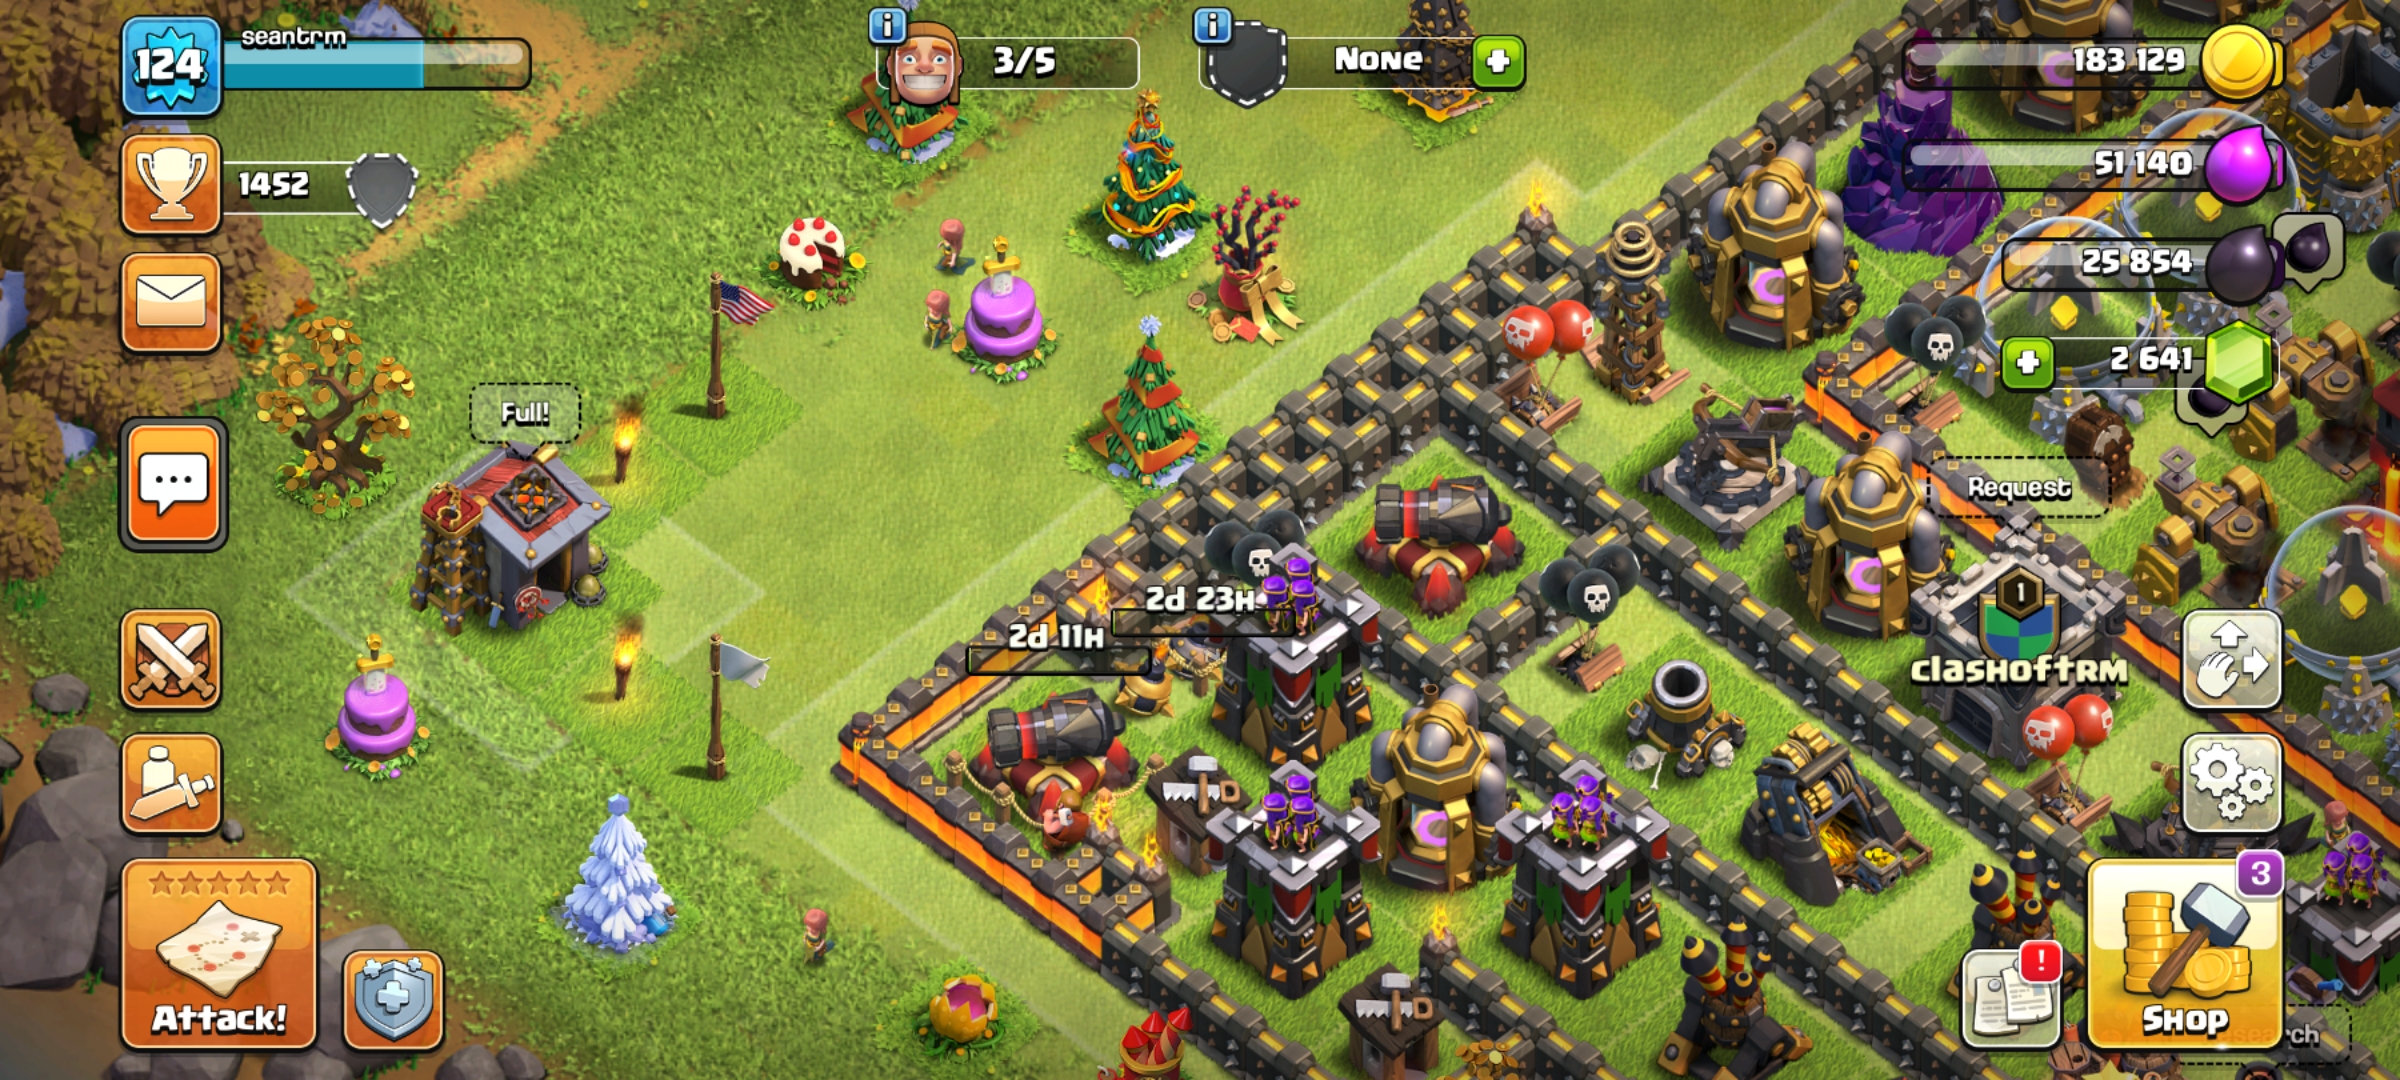 124
seantrm
3/5
None
183 129
1452
51 140
25 854
2 641
Full!
Request
1
clashoftrm
2d 23H
2d 11H
3
Attack!
!
Shop